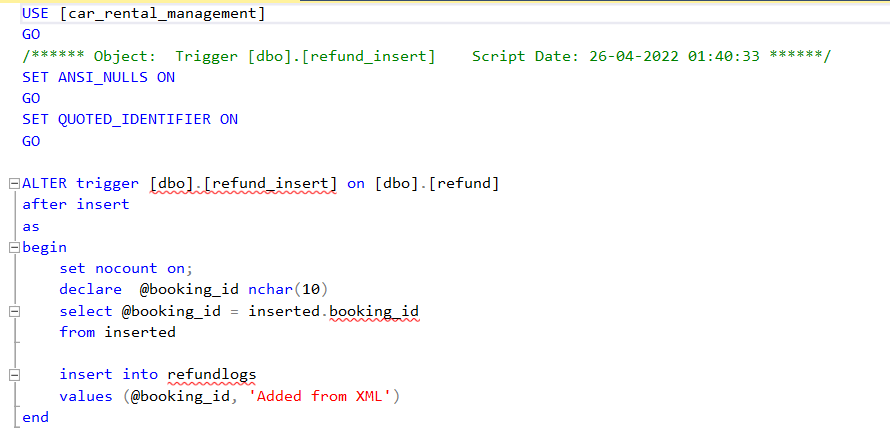 USE [car_rental_management]
GO
/****** Object:  Trigger [dbo].[refund_insert]    Script Date: 26-04-2022 01:40:33 ******/
SET ANSI_NULLS ON
GO
SET QUOTED_IDENTIFIER ON
GO

ALTER trigger [dbo].[refund_insert] on [dbo].[refund]
after insert
as
begin
    set nocount on;
    declare  @booking_id nchar(10)
    select @booking_id = inserted.booking_id
    from inserted

    insert into refundlogs
    values (@booking_id, 'Added from XML')
end